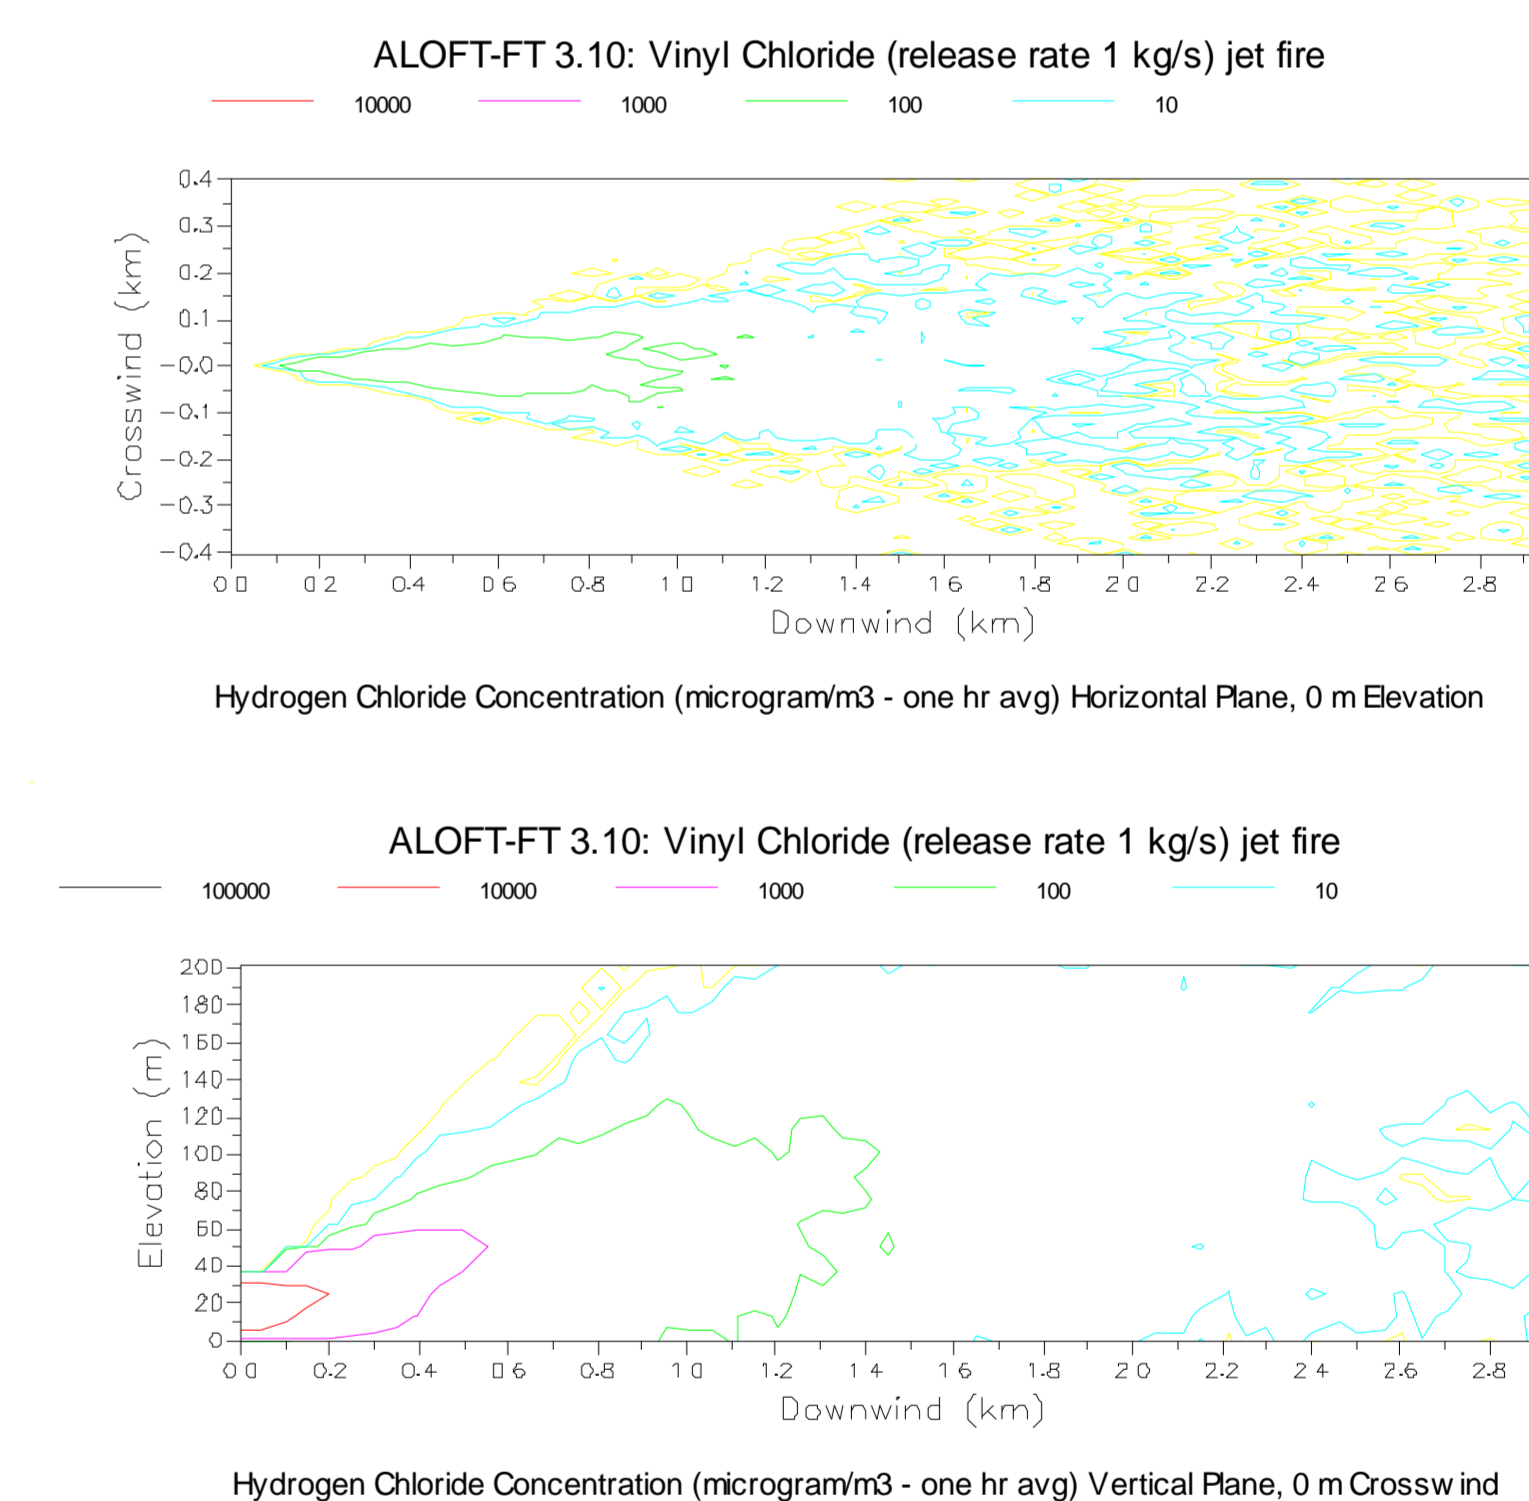 ALOFT-FT 3.10: Vinyl Chloride (release rate 1 kg/s) jet fire
10000 1000 100 10
0.4
0.3
0.2
0.1
-0.0
-0.1
-0.2
-0.3
-0.4
Crosswind (km)
0.0 0.2 0.4 0.6 0.8 1.0 1.2 1.4 1.6 1.8 2.0 2.2 2.4 2.6 2.8
Downwind (km)
Hydrogen Chloride Concentration (microgram/m3 - one hr avg) Horizontal Plane, 0 m Elevation
ALOFT-FT 3.10: Vinyl Chloride (release rate 1 kg/s) jet fire
100000 10000 1000 100 10
200
180
160
140
120
100
80
60
40
20
0
Elevation (m)
0.0 0.2 0.4 0.6 0.8 1.0 1.2 1.4 1.6 1.8 2.0 2.2 2.4 2.6 2.8
Downwind (km)
Hydrogen Chloride Concentration (microgram/m3 - one hr avg) Vertical Plane, 0 m Crosswind